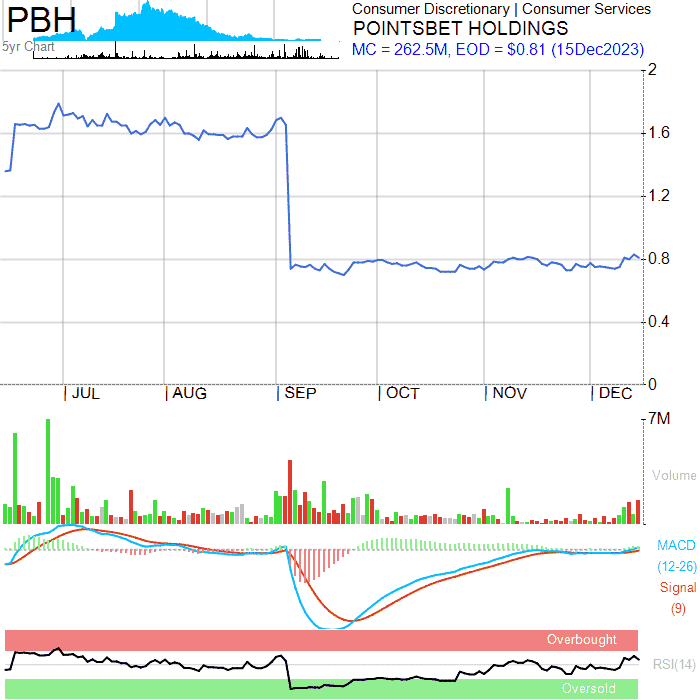 PBH
5yr Chart
Consumer Discretionary | Consumer Services
POINTSBET HOLDINGS
MC = 262.5M, EOD = $0.81 (15Dec2023)
2
1.6
1.2
0.8
0.4
0
| JUL | AUG | SEP | OCT | NOV | DEC
7M
Volume
MACD
(12-26)
Signal
(9)
Overbought
RSI(14)
Oversold